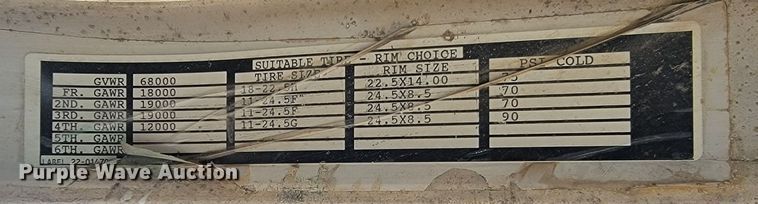 SUITABLE TIRE - RIM CHOICE
TIRE SIZE RIM SIZE PSI COLD
GVWR 68000
FR. GAWR 18000 18-22.5H 22.5X14.00 75
2ND. GAWR 19000 11-24.5F 24.5X8.5 70
3RD. GAWR 19000 11-24.5F 24.5X8.5 70
4TH. GAWR 12000 11-24.5G 24.5X8.5 90
5TH. GAWR
6TH. GAWR
LABEL
Purple Wave Auction